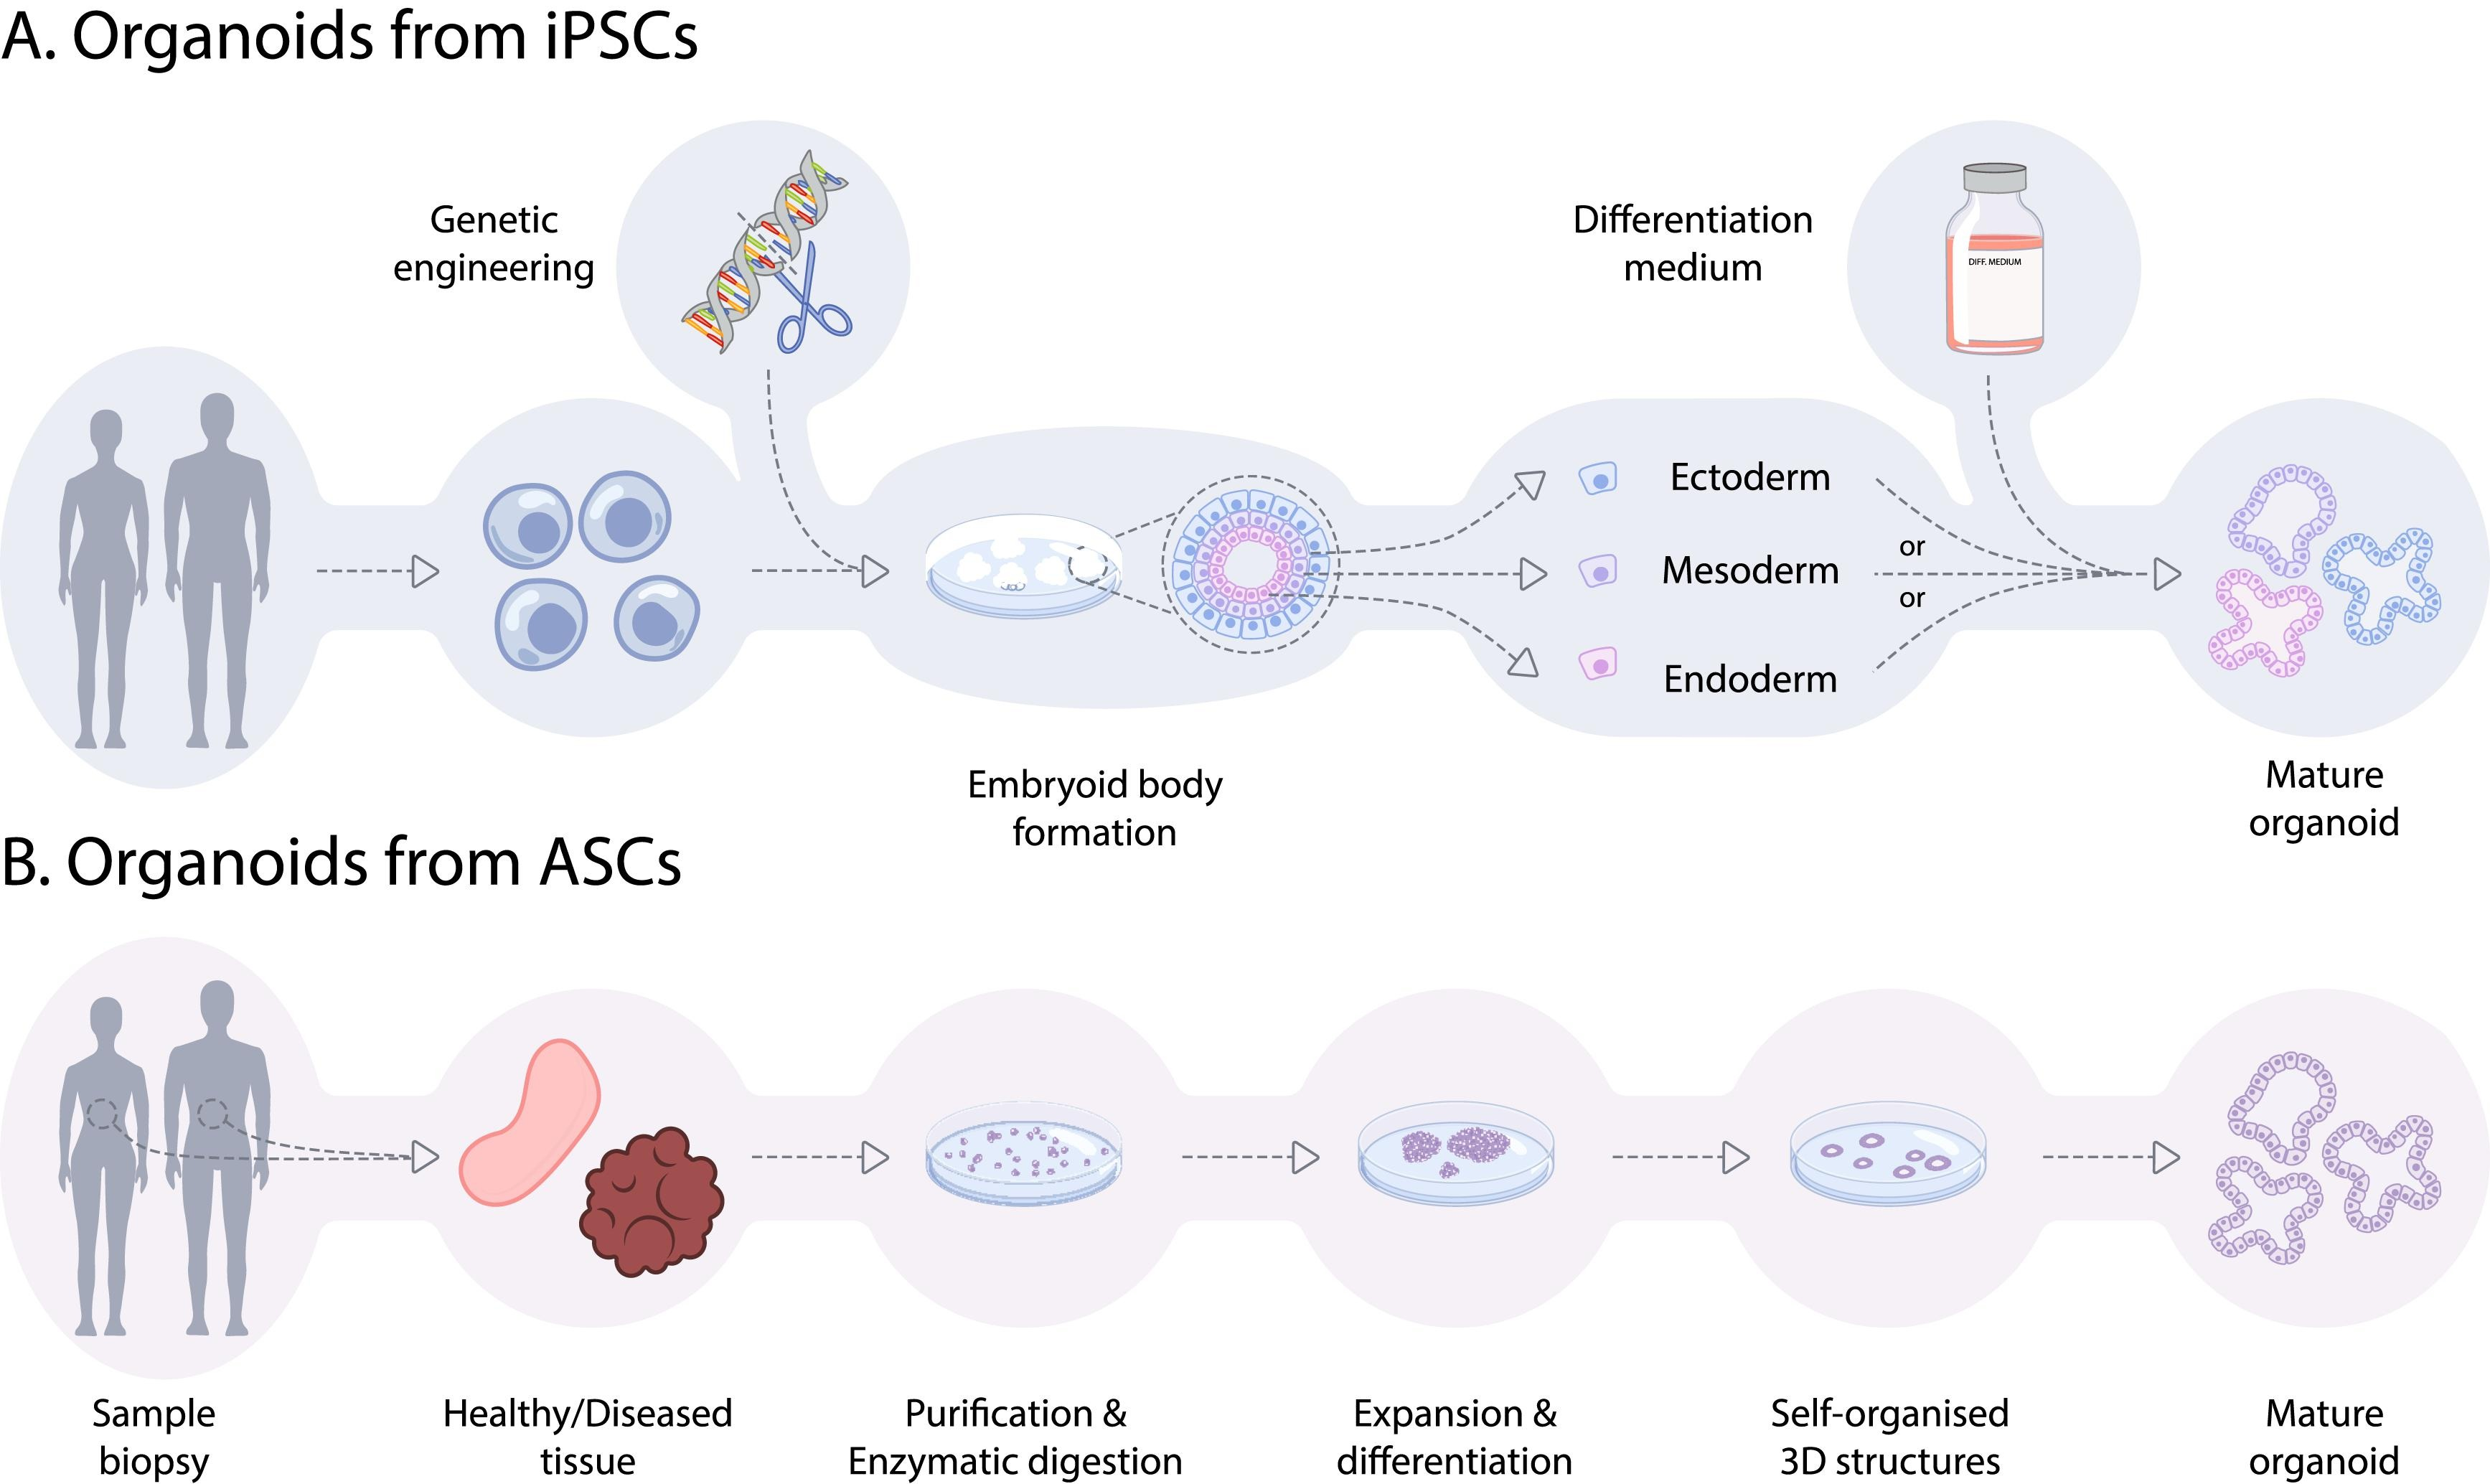 A. Organoids from iPSCs
Genetic
engineering
Differentiation
medium
DIFF. MEDIUM
Ectoderm
or
Mesoderm
or
Endoderm
Embryoid body
formation
Mature
organoid
B. Organoids from ASCs
Sample
biopsy
Healthy/Diseased
tissue
Purification &
Enzymatic digestion
Expansion &
differentiation
Self-organised
3D structures
Mature
organoid